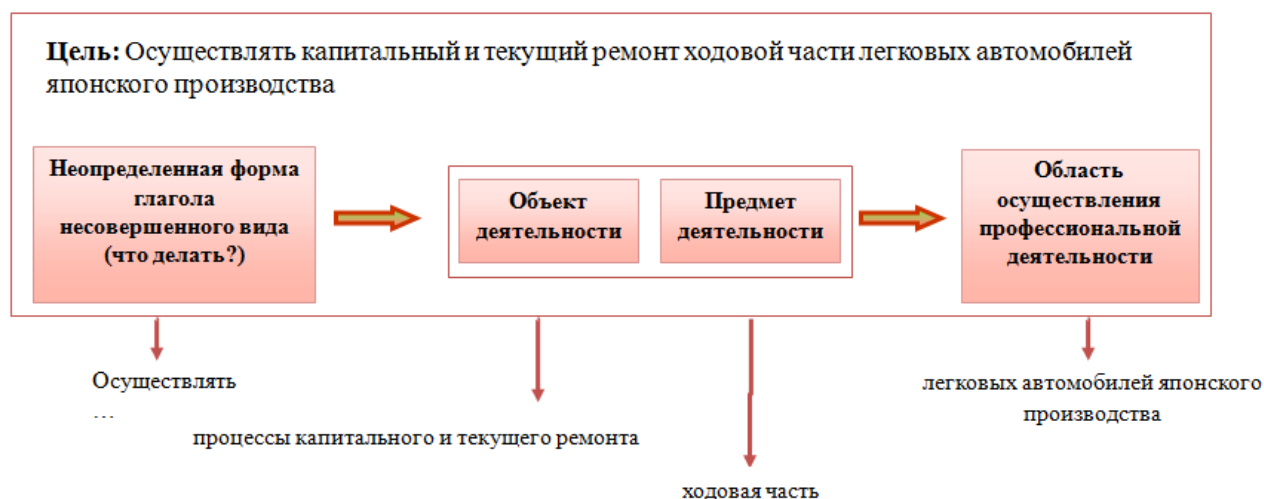 Цель: Осуществлять капитальный и текущий ремонт ходовой части легковых автомобилей
японского производства
Неопределенная форма
глагола
несовершенного вида
(что делать?)
Объект
деятельности
Предмет
деятельности
Область
осуществления
профессиональной
деятельности
Осуществлять
...
процессы капитального и текущего ремонта
ходовая часть
легковых автомобилей японского
производства